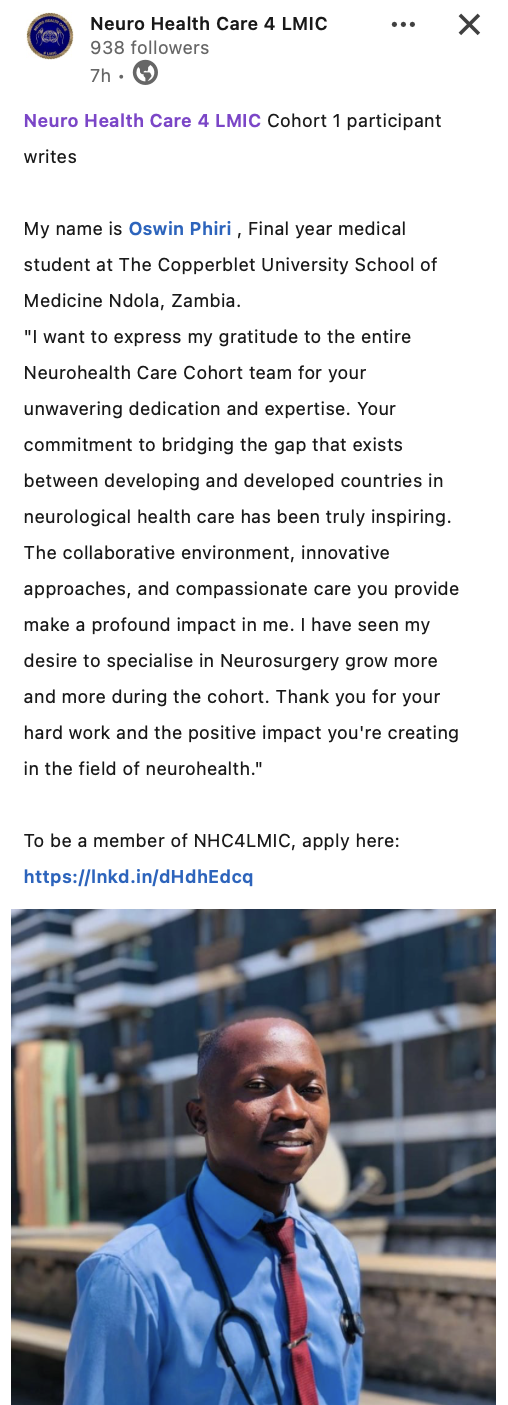 Neuro Health Care 4 LMIC
938 followers
7h •
Neuro Health Care 4 LMIC Cohort 1 participant
writes
My name is Oswin Phiri , Final year medical
student at The Copperblet University School of
Medicine Ndola, Zambia.
"I want to express my gratitude to the entire
Neurohealth Care Cohort team for your
unwavering dedication and expertise. Your
commitment to bridging the gap that exists
between developing and developed countries in
neurological health care has been truly inspiring.
The collaborative environment, innovative
approaches, and compassionate care you provide
make a profound impact in me. I have seen my
desire to specialise in Neurosurgery grow more
and more during the cohort. Thank you for your
hard work and the positive impact you're creating
in the field of neurohealth."
To be a member of NHC4LMIC, apply here:
https://lnkd.in/dHdhEdcq